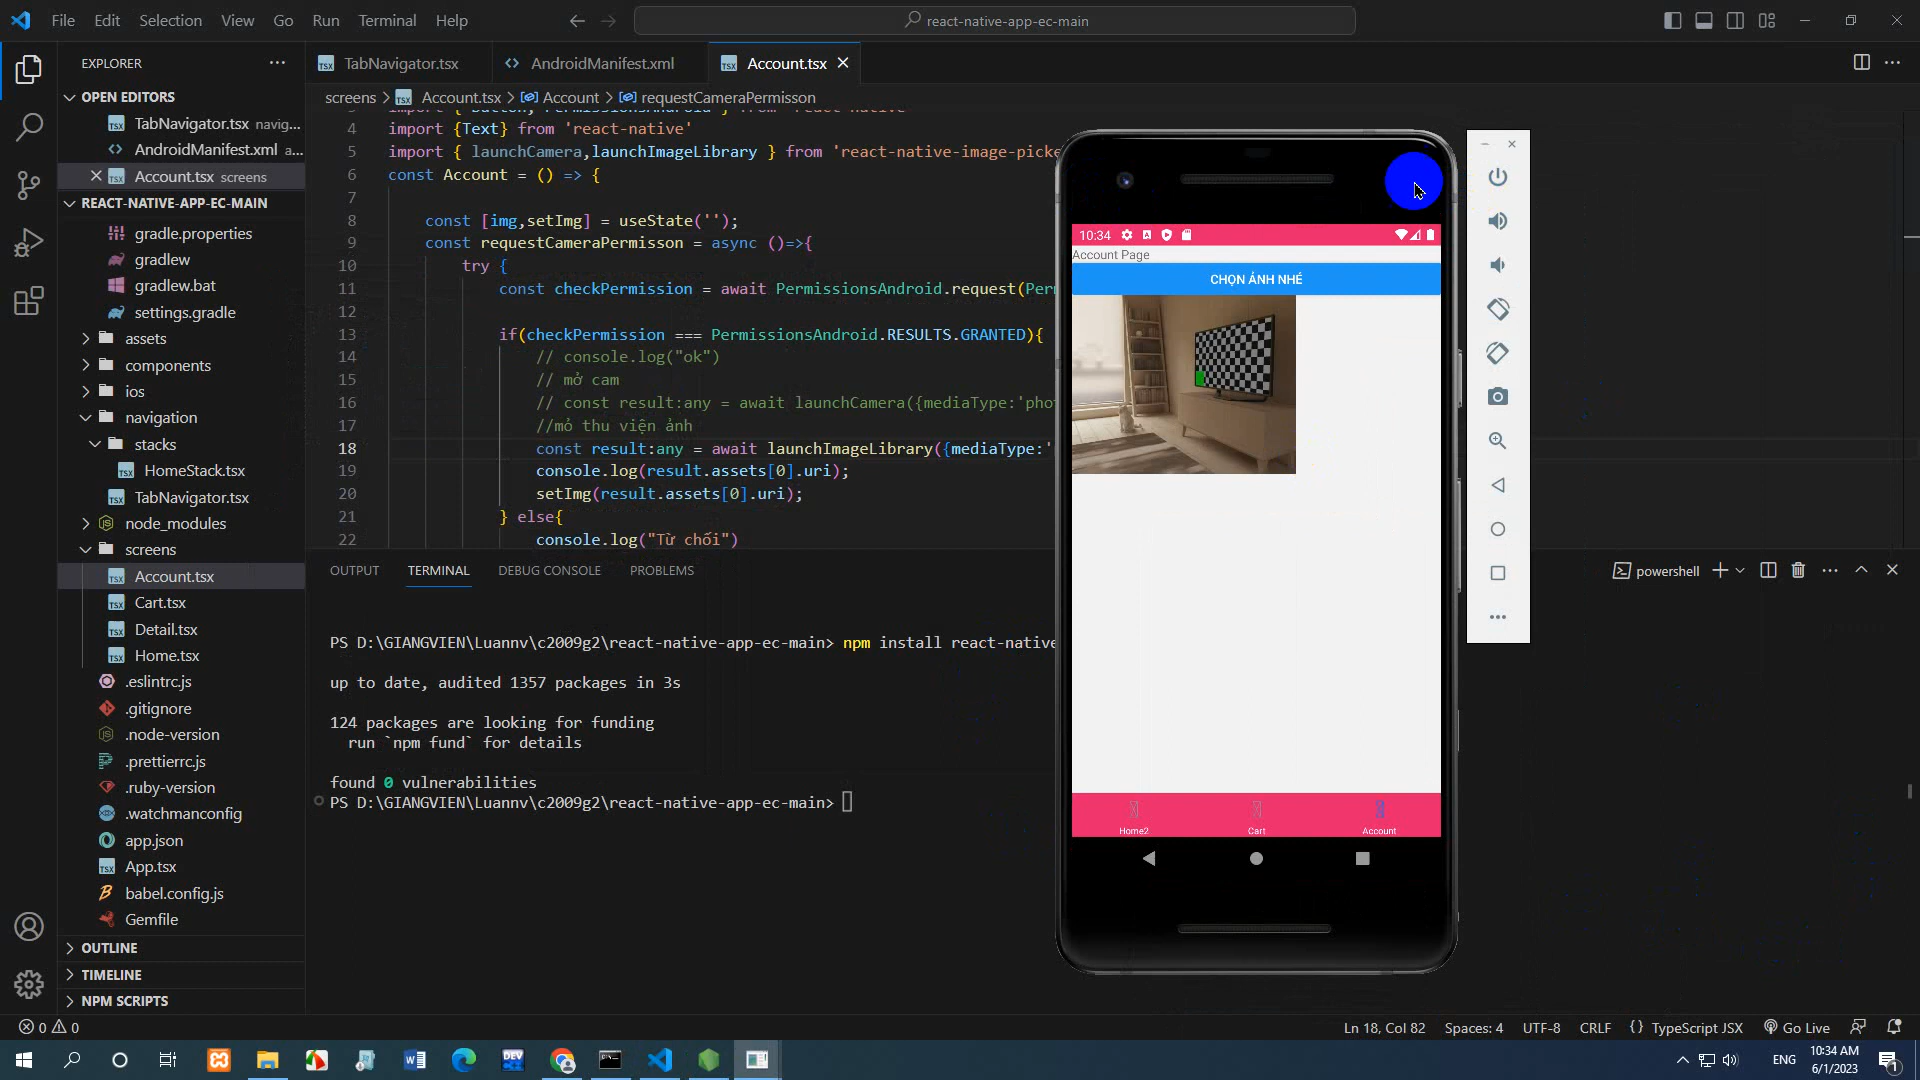 File Edit Selection View Go Run Terminal Help
react-native-app-ec-main
EXPLORER
TabNavigator.tsx
AndroidManifest.xml
Account.tsx
OPEN EDITORS
TabNavigator.tsx navig...
AndroidManifest.xml a...
Account.tsx screens
REACT-NATIVE-APP-EC-MAIN
gradle.properties
gradlew
gradlew.bat
settings.gradle
assets
components
ios
navigation
stacks
HomeStack.tsx
TabNavigator.tsx
node_modules
screens
Account.tsx
Cart.tsx
Detail.tsx
Home.tsx
.eslintrc.js
.gitignore
.node-version
.prettierrc.js
.ruby-version
.watchmanconfig
app.json
App.tsx
babel.config.js
Gemfile
OUTLINE
TIMELINE
NPM SCRIPTS
screens > Account.tsx > Account > requestCameraPermisson
4 import {Text} from 'react-native'
5 import { launchCamera,launchImageLibrary } from 'react-native-image-picke
6 const Account = () => {
7
8 const [img,setImg] = useState('');
9 const requestCameraPermisson = async ()=>{
10 try {
11 const checkPermission = await PermissionsAndroid.request(Per
12
13 if(checkPermission === PermissionsAndroid.RESULTS.GRANTED){
14 // console.log("ok")
15 // mở cam
16 // const result:any = await launchCamera({mediaType:'phot
17 //mỏ thu viện ảnh
18 const result:any = await launchImageLibrary({mediaType:'
19 console.log(result.assets[0].uri);
20 setImg(result.assets[0].uri);
21 } else{
22 console.log("Từ chối")
OUTPUT TERMINAL DEBUG CONSOLE PROBLEMS
powershell
PS D:\GIANGVIEN\Luannv\c2009g2\react-native-app-ec-main> npm install react-native
up to date, audited 1357 packages in 3s
124 packages are looking for funding
run `npm fund` for details
found 0 vulnerabilities
PS D:\GIANGVIEN\Luannv\c2009g2\react-native-app-ec-main>
10:34
Account Page
CHỌN ẢNH NHÉ
Home2 Cart Account
0 0
Ln 18, Col 82 Spaces: 4 UTF-8 CRLF {} TypeScript JSX Go Live
DEV
ENG
10:34 AM
6/1/2023
1